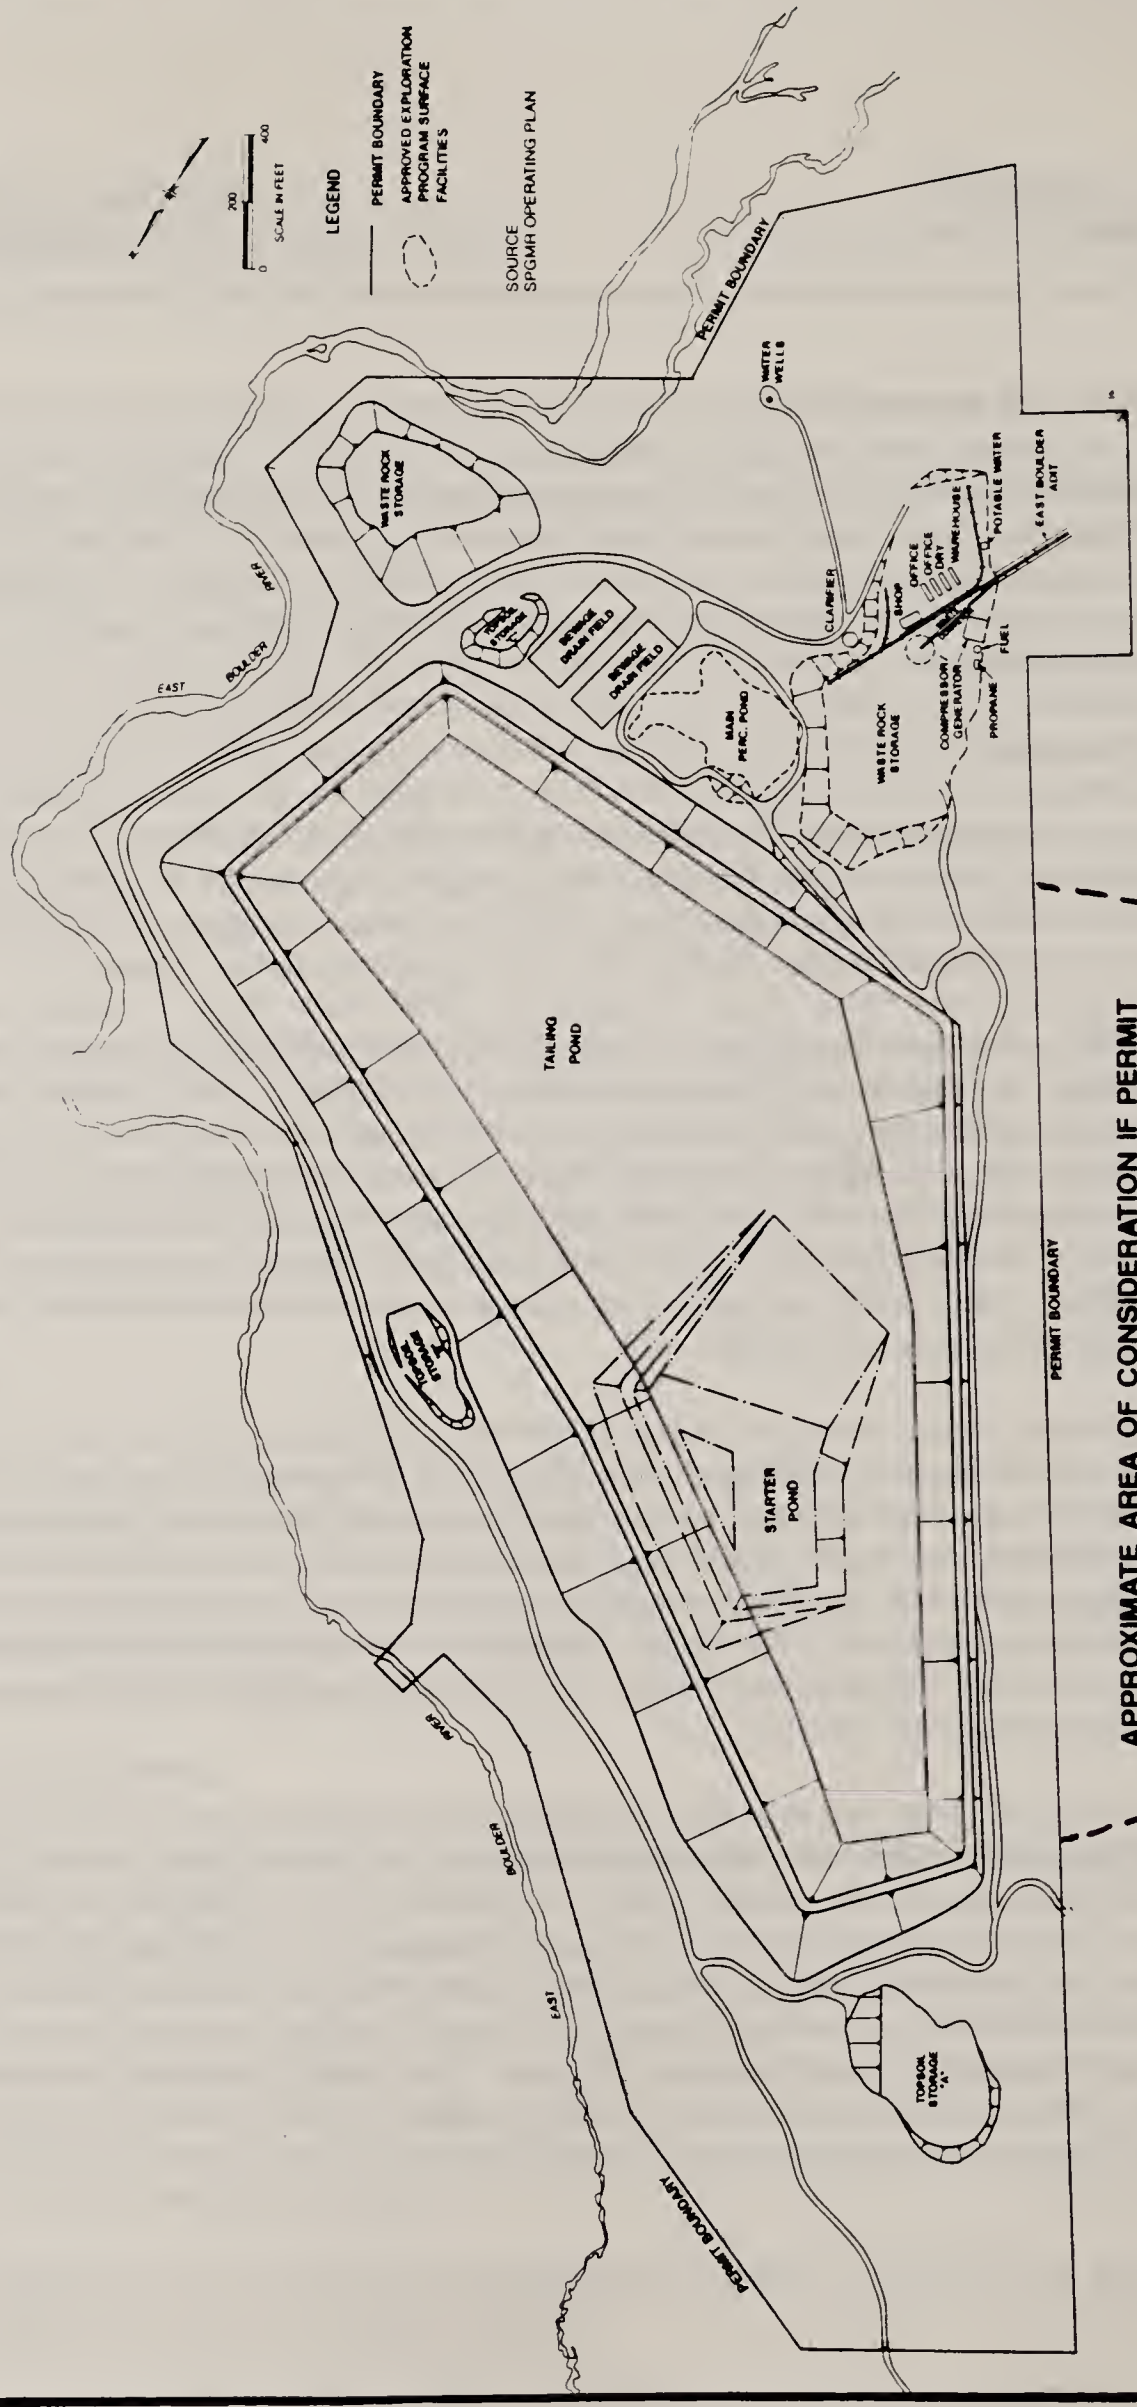 0 200 400
SCALE IN FEET
LEGEND
PERMIT BOUNDARY
APPROVED EXPLORATION
PROGRAM SURFACE
FACILITIES
SOURCE
SPGMR OPERATING PLAN
EAST
BOULDER
RIVER
WASTE ROCK
STORAGE
PERMIT BOUNDARY
WATER
WELLS
TOPSOIL
STORAGE
SEWAGE
DRAIN FIELD
SEWAGE
DRAIN FIELD
MAIN
PERC. POND
CLARIFIER
SHOP
OFFICE
OFFICE
DRY
WAREHOUSE
POTABLE WATER
EAST BOULDER
ADIT
WASTE ROCK
STORAGE
COMPRESSOR/
GENERATOR
PROPANE
FUEL
TAILING
POND
TOPSOIL
STORAGE
STARTER
POND
PERMIT BOUNDARY
EAST
BOULDER
RIVER
PERMIT BOUNDARY
TOPSOIL
STORAGE
"A"
APPROXIMATE AREA OF CONSIDERATION IF PERMIT